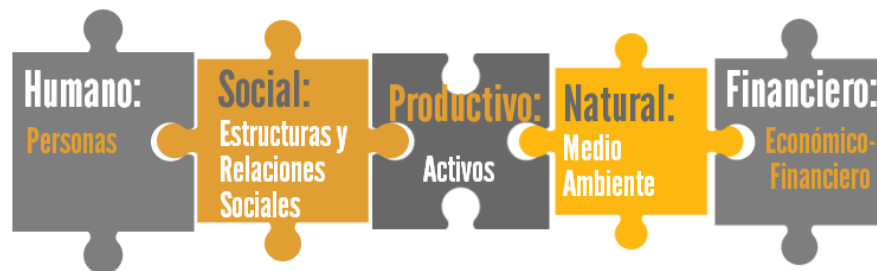 Humano:
Personas
Social:
Estructuras y
Relaciones
Sociales
Productivo:
Activos
Natural:
Medio
Ambiente
Financiero:
Económico-
Financiero